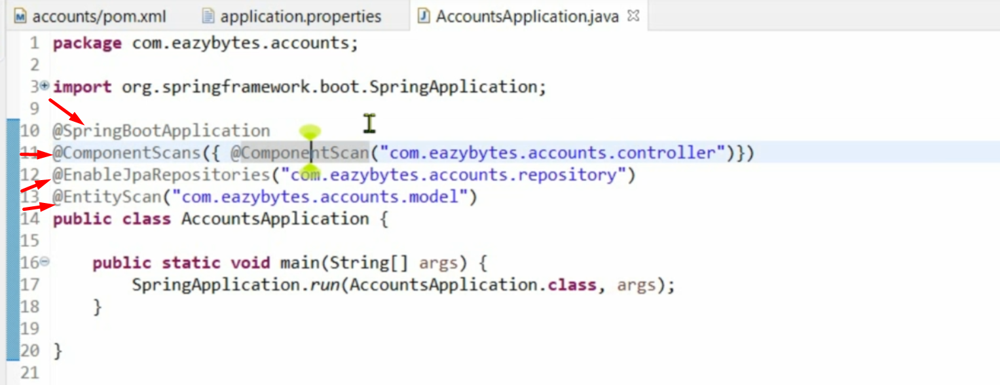 accounts/pom.xml application.properties AccountsApplication.java
1 package com.eazybytes.accounts;
2
3 import org.springframework.boot.SpringApplication;
9
10 @SpringBootApplication
11 @ComponentScans({ @ComponentScan("com.eazybytes.accounts.controller")})
12 @EnableJpaRepositories("com.eazybytes.accounts.repository")
13 @EntityScan("com.eazybytes.accounts.model")
14 public class AccountsApplication {
15
16 public static void main(String[] args) {
17 SpringApplication.run(AccountsApplication.class, args);
18 }
19
20 }
21